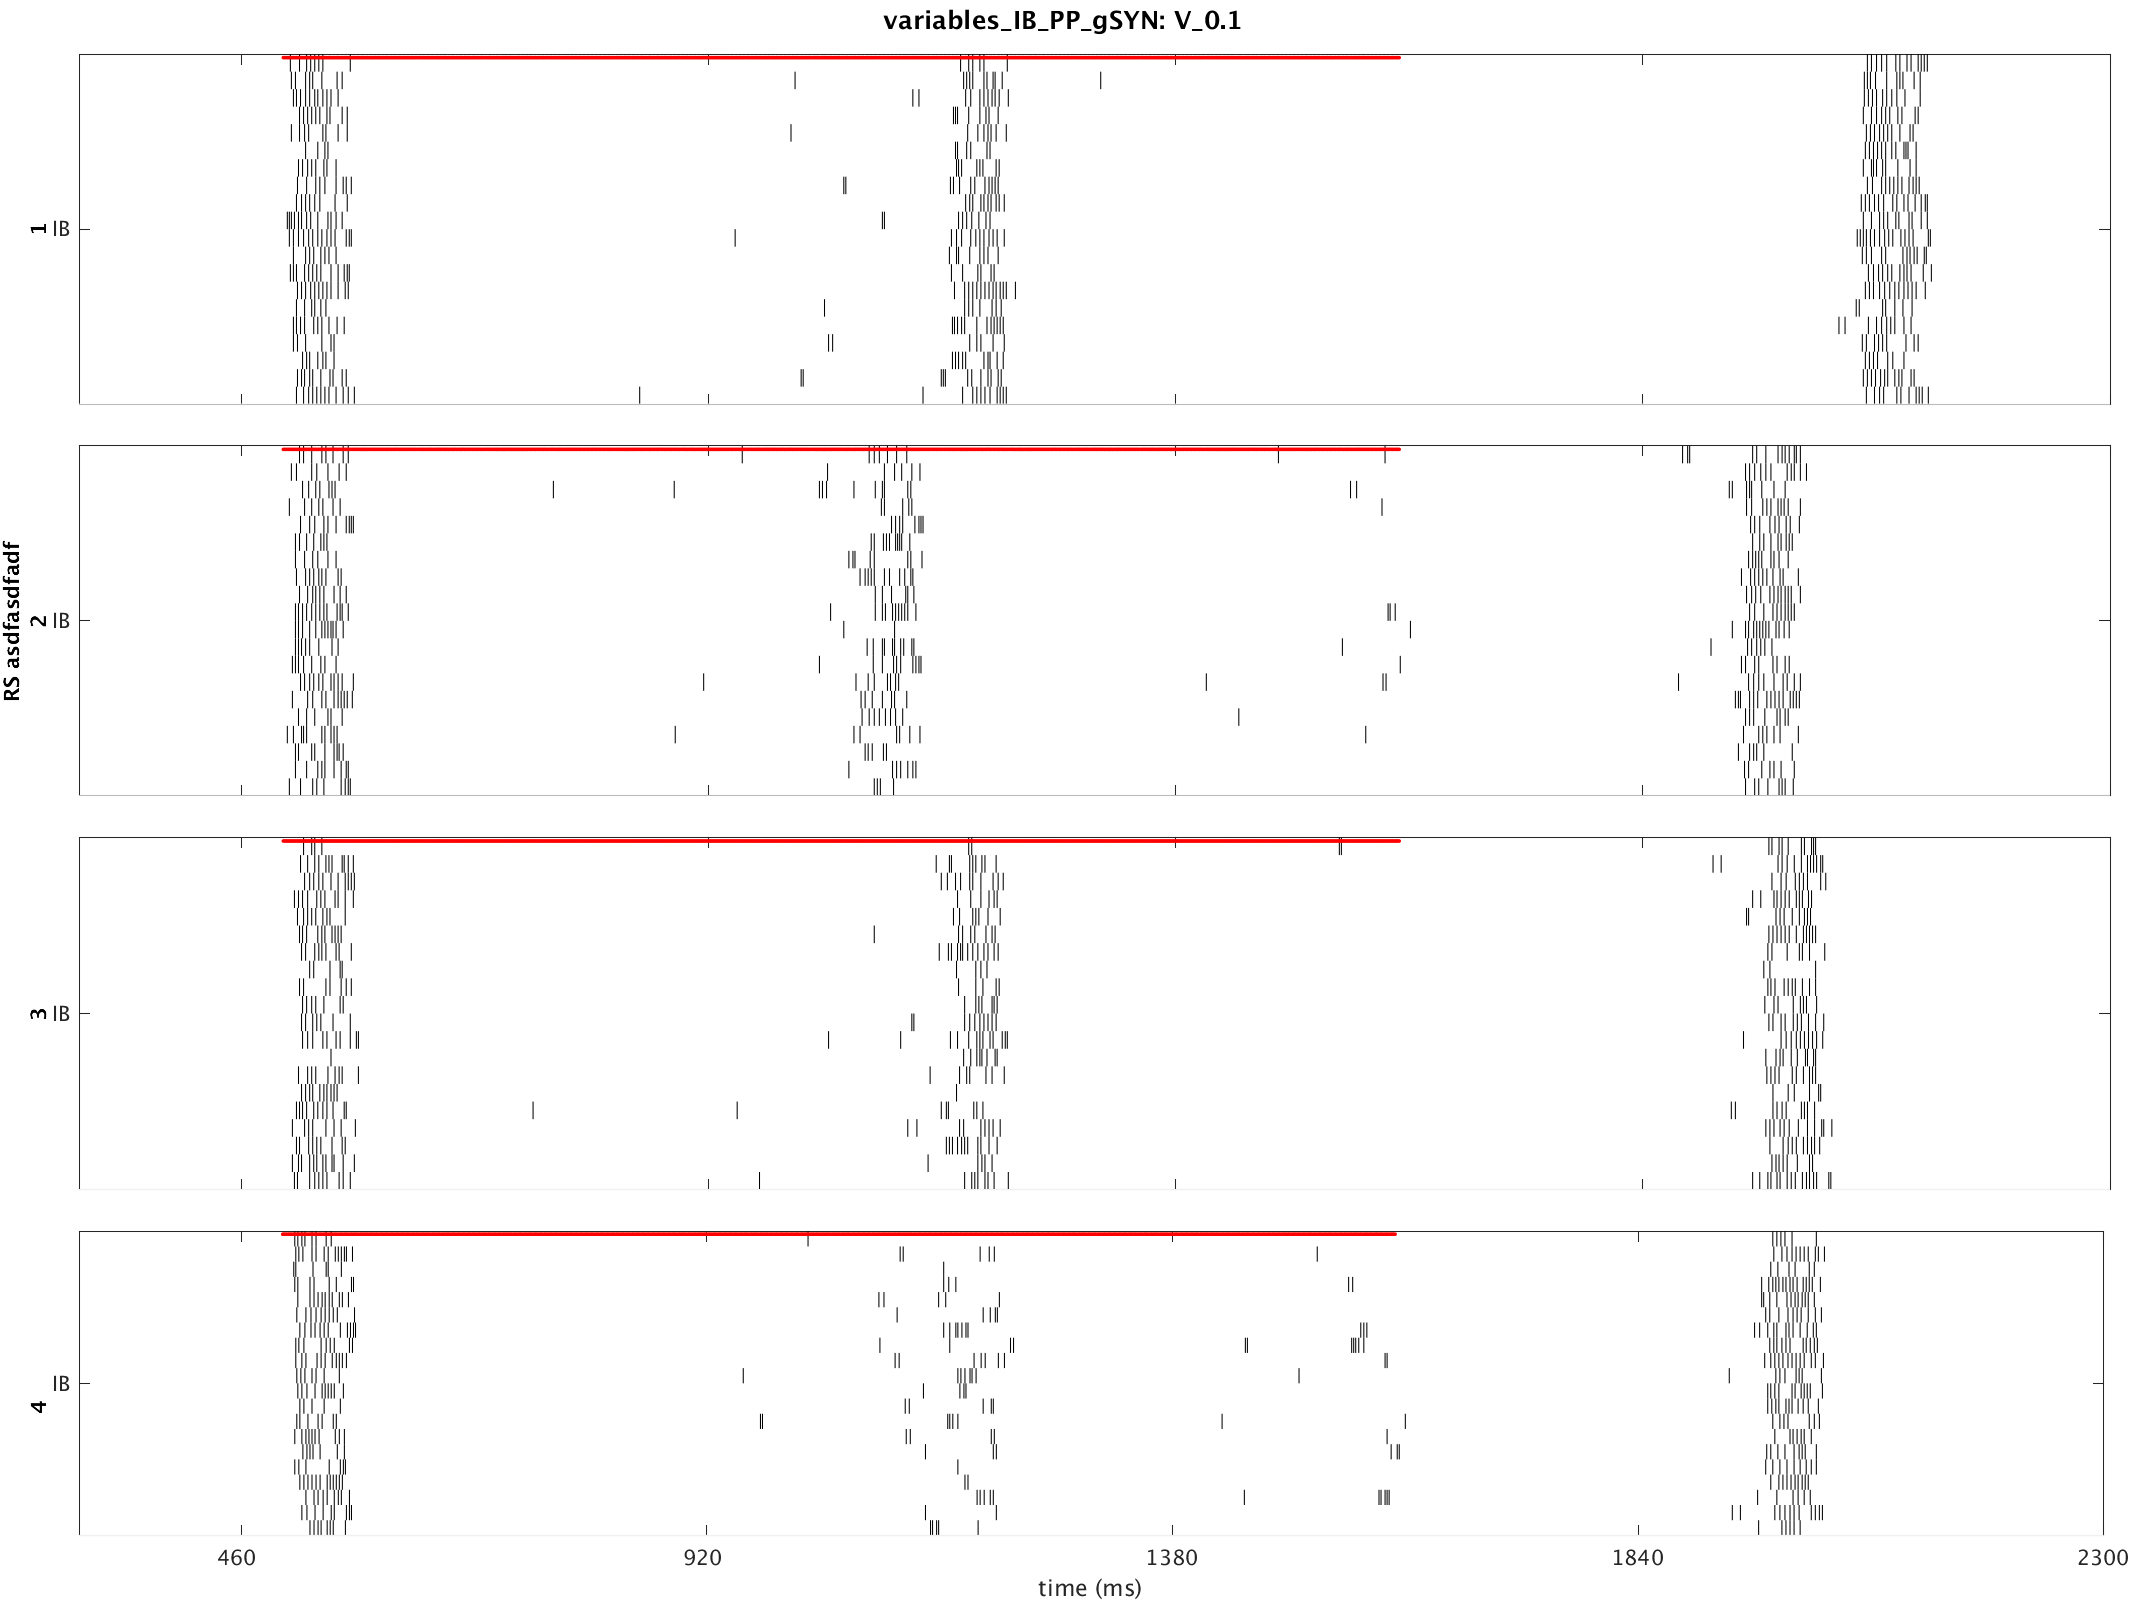 variables_IB_PP_gSYN: V_0.1
RS asdfasdfadf
1 IB
2 IB
3 IB
4 IB
460 920 1380 1840 2300
time (ms)